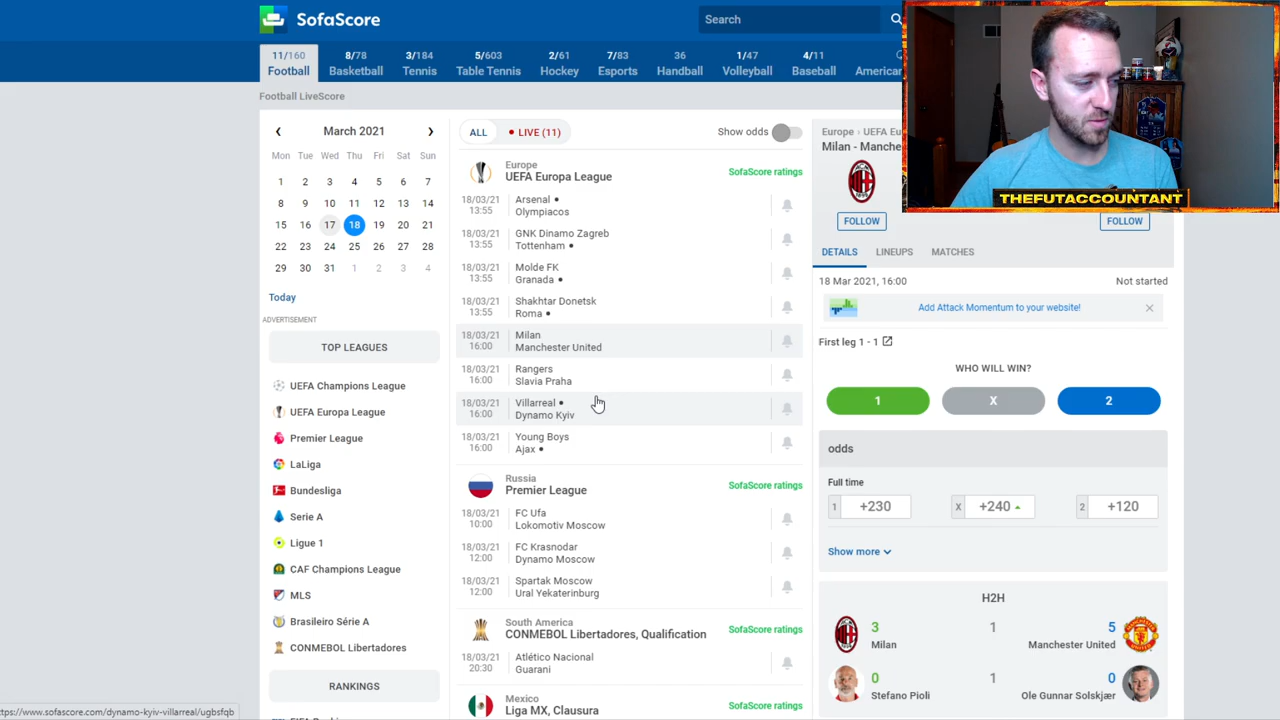 SofaScore
Search
11/160 8/78 3/184 5/603 2/61 7/83 36 1/47 4/11
Football Basketball Tennis Table Tennis Hockey Esports Handball Volleyball Baseball American
Football LiveScore
March 2021
Mon Tue Wed Thu Fri Sat Sun
1 2 3 4 5 6 7
8 9 10 11 12 13 14
15 16 17 18 19 20 21
22 23 24 25 26 27 28
29 30 31 1 2 3 4
Today
ADVERTISEMENT
TOP LEAGUES
UEFA Champions League
UEFA Europa League
Premier League
LaLiga
Bundesliga
Serie A
Ligue 1
CAF Champions League
MLS
Brasileiro Série A
CONMEBOL Libertadores
RANKINGS
ttps://www.sofascore.com/dynamo-kyiv-villarreal/ugbsfqb
ALL
LIVE (11)
Show odds
Europe
UEFA Europa League
SofaScore ratings
18/03/21 Arsenal
13:55 Olympiacos
18/03/21 GNK Dinamo Zagreb
13:55 Tottenham
18/03/21 Molde FK
13:55 Granada
18/03/21 Shakhtar Donetsk
13:55 Roma
18/03/21 Milan
16:00 Manchester United
18/03/21 Rangers
16:00 Slavia Praha
18/03/21 Villarreal
16:00 Dynamo Kyiv
18/03/21 Young Boys
16:00 Ajax
Russia
Premier League
SofaScore ratings
18/03/21 FC Ufa
10:00 Lokomotiv Moscow
18/03/21 FC Krasnodar
12:00 Dynamo Moscow
18/03/21 Spartak Moscow
12:00 Ural Yekaterinburg
South America
CONMEBOL Libertadores, Qualification
SofaScore ratings
18/03/21 Atlético Nacional
20:30 Guarani
Mexico
Liga MX, Clausura
SofaScore ratings
Europe › UEFA Eu
Milan - Manche
THEFUTACCOUNTANT
FOLLOW
FOLLOW
DETAILS LINEUPS MATCHES
18 Mar 2021, 16:00 Not started
Add Attack Momentum to your website!
First leg 1 - 1
WHO WILL WIN?
1 X 2
odds
Full time
1 +230 X +240 2 +120
Show more
H2H
3 1 5
Milan Manchester United
0 1 0
Stefano Pioli Ole Gunnar Solskjær